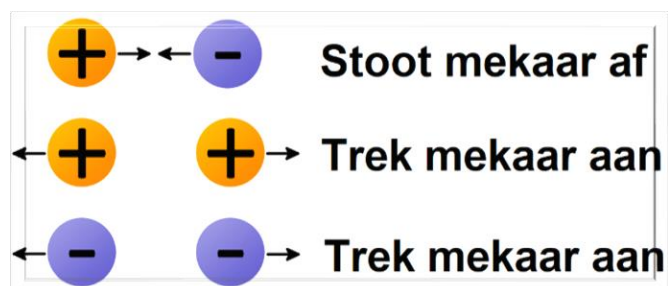 + - Stoot mekaar af
+ + Trek mekaar aan
- - Trek mekaar aan